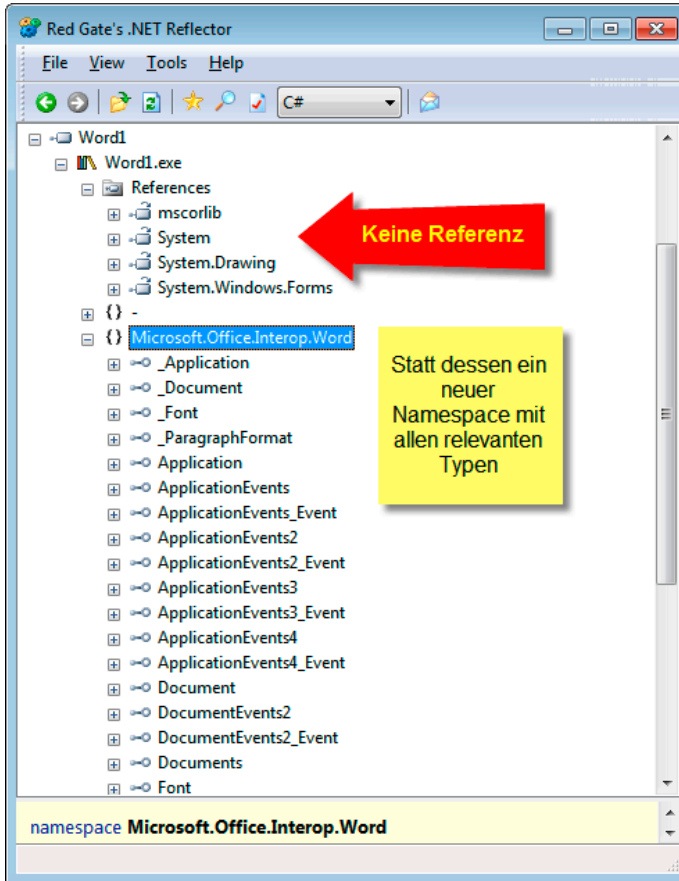 Red Gate's .NET Reflector
File View Tools Help
C#
Word1
Word1.exe
References
mscorlib
System
System.Drawing
System.Windows.Forms
Keine Referenz
{} -
{} Microsoft.Office.Interop.Word
_Application
_Document
_Font
_ParagraphFormat
Application
ApplicationEvents
ApplicationEvents_Event
ApplicationEvents2
ApplicationEvents2_Event
ApplicationEvents3
ApplicationEvents3_Event
ApplicationEvents4
ApplicationEvents4_Event
Document
DocumentEvents2
DocumentEvents2_Event
Documents
Font
Statt dessen ein
neuer
Namespace mit
allen relevanten
Typen
namespace Microsoft.Office.Interop.Word